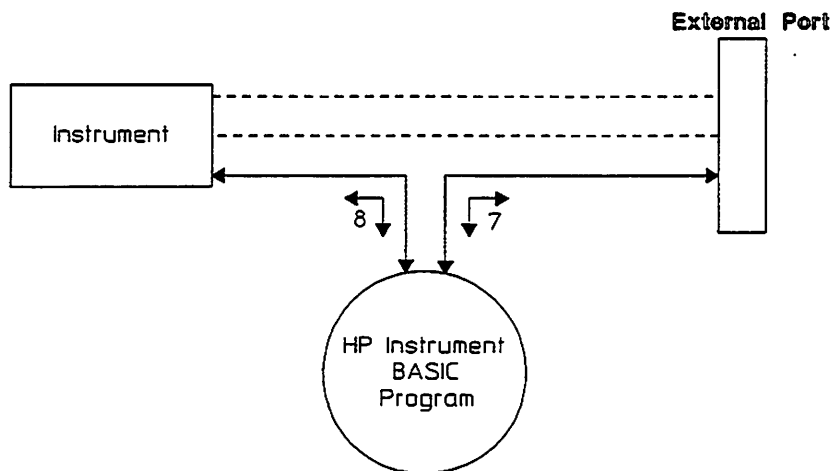 External Port
Instrument
8
7
HP Instrument
BASIC
Program